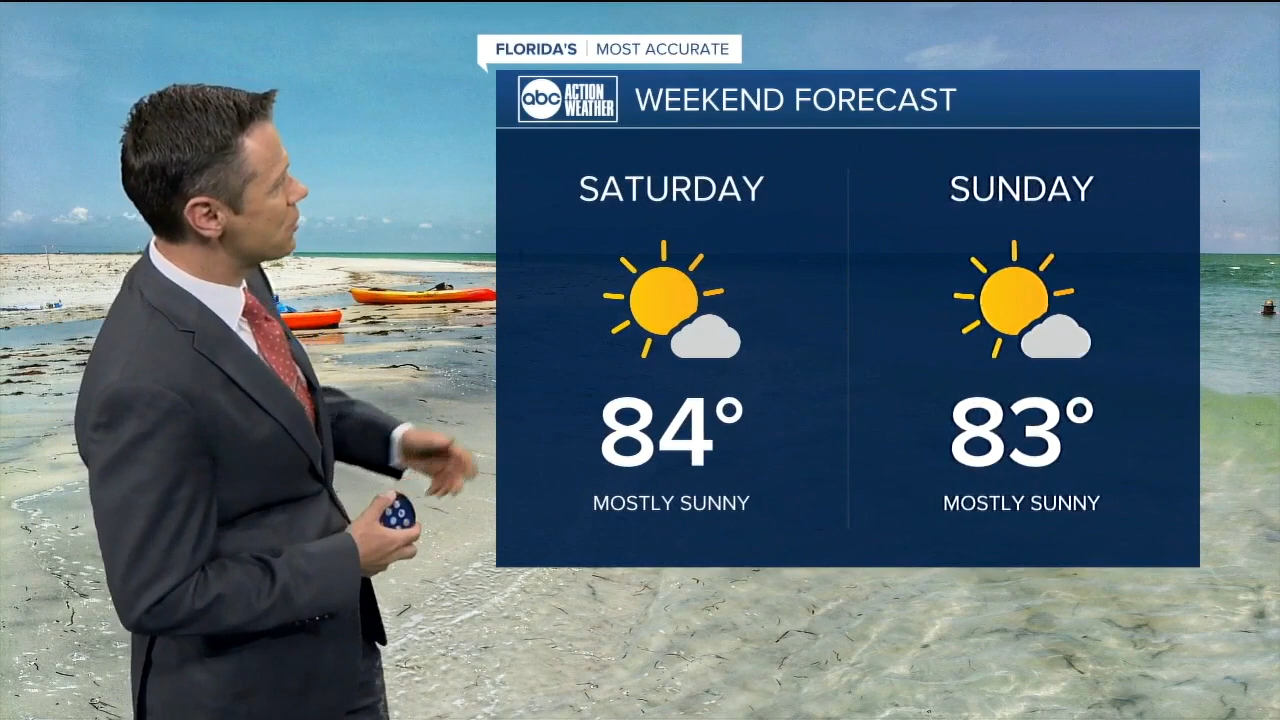 FLORIDA'S | MOST ACCURATE
abc ACTION WEATHER
WEEKEND FORECAST
SATURDAY
SUNDAY
84°
83°
MOSTLY SUNNY
MOSTLY SUNNY